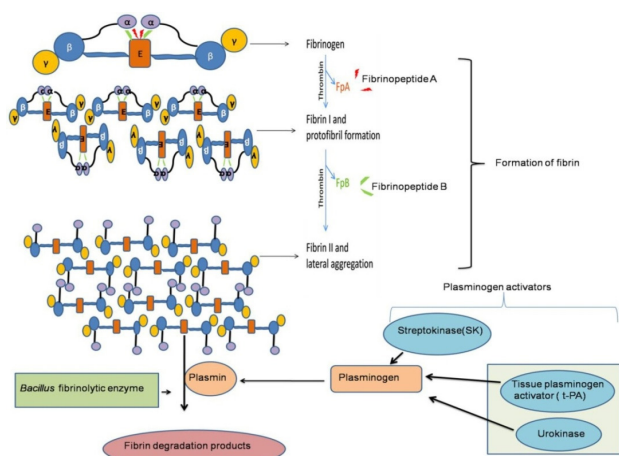 α α
γ β E β γ
Fibrinogen
Thrombin
FpA
Fibrinopeptide A
Fibrin I and
protofibril formation
Thrombin
FpB
Fibrinopeptide B
Fibrin II and
lateral aggregation
Formation of fibrin
Plasminogen activators
Streptokinase(SK)
Bacillus fibrinolytic enzyme
Plasmin
Plasminogen
Tissue plasminogen
activator ( t-PA)
Urokinase
Fibrin degradation products